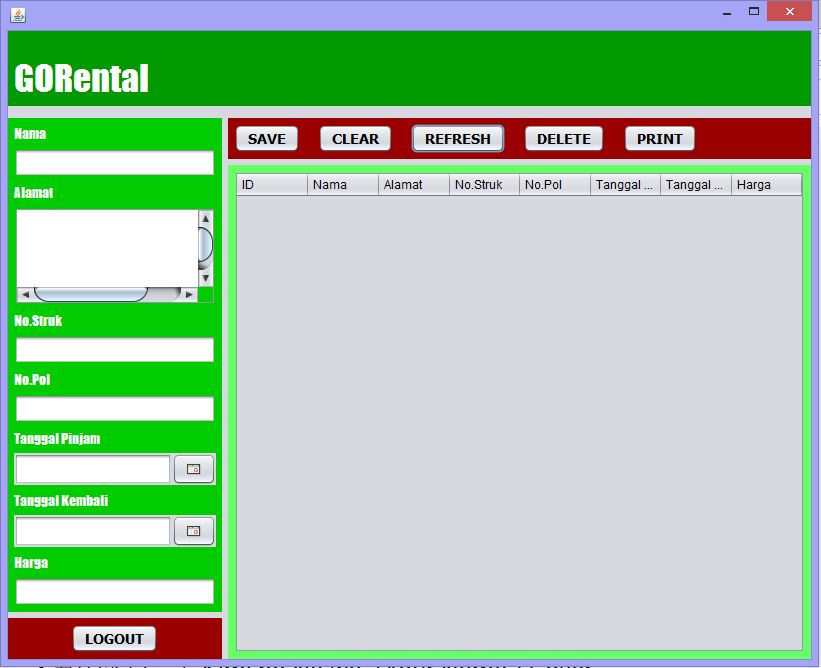 GORental
Nama
Alamat
No.Struk
No.Pol
Tanggal Pinjam
Tanggal Kembali
Harga
LOGOUT
SAVE CLEAR REFRESH DELETE PRINT
ID Nama Alamat No.Struk No.Pol Tanggal ... Tanggal ... Harga